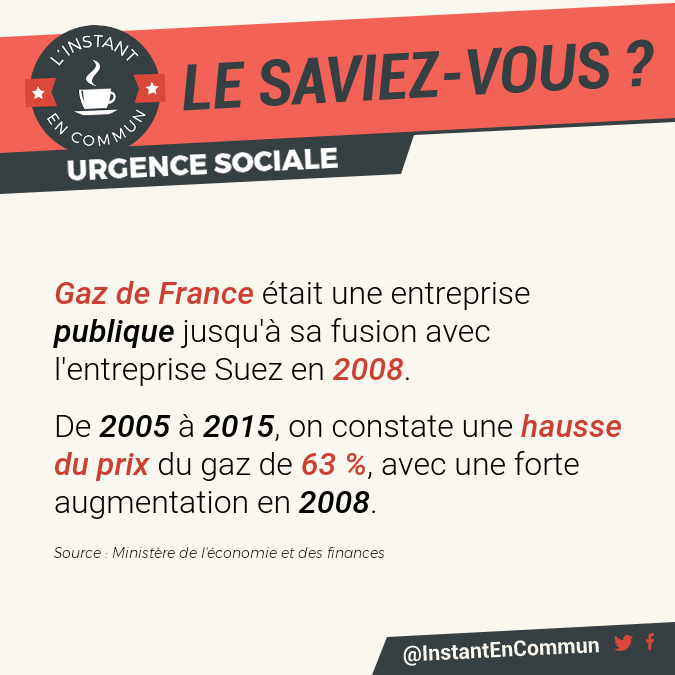 L'INSTANT
EN COMMUN
LE SAVIEZ-VOUS ?
URGENCE SOCIALE
Gaz de France était une entreprise
publique jusqu'à sa fusion avec
l'entreprise Suez en 2008.
De 2005 à 2015, on constate une hausse
du prix du gaz de 63 %, avec une forte
augmentation en 2008.
Source : Ministère de l'économie et des finances
@InstantEnCommun